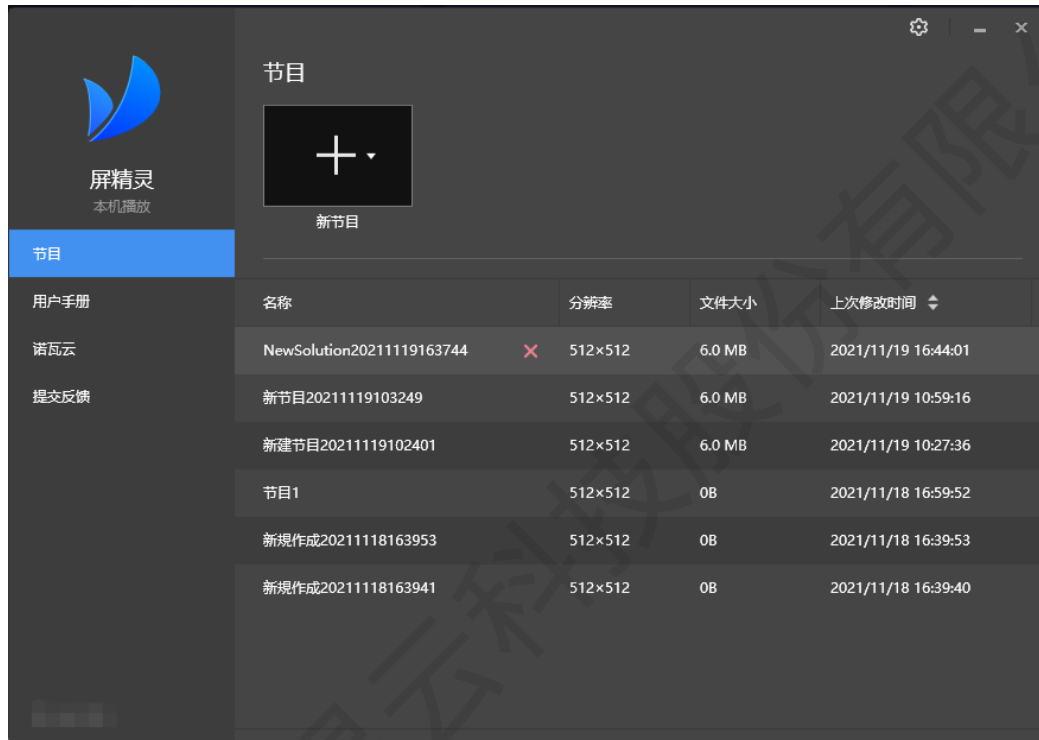 屏精灵
本机播放
节目
用户手册
诺瓦云
提交反馈
节目
新节目
名称 分辨率 文件大小 上次修改时间
NewSolution20211119163744 512×512 6.0 MB 2021/11/19 16:44:01
新节目20211119103249 512×512 6.0 MB 2021/11/19 10:59:16
新建节目20211119102401 512×512 6.0 MB 2021/11/19 10:27:36
节目1 512×512 0B 2021/11/18 16:59:52
新規作成20211118163953 512×512 0B 2021/11/18 16:39:53
新規作成20211118163941 512×512 0B 2021/11/18 16:39:40
云科技股份有限